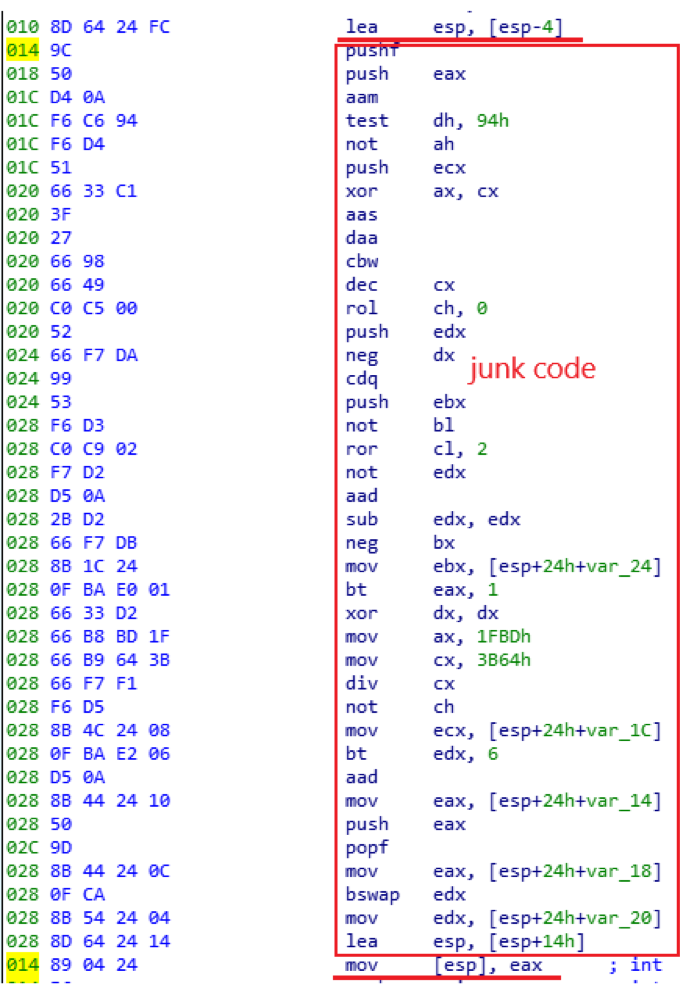 010 8D 64 24 FC lea esp, [esp-4]
014 9C pushf
018 50 push eax
01C D4 0A aam
01C F6 C6 94 test dh, 94h
01C F6 D4 not ah
01C 51 push ecx
020 66 33 C1 xor ax, cx
020 3F aas
020 27 daa
020 66 98 cbw
020 66 49 dec cx
020 C0 C5 00 rol ch, 0
020 52 push edx
024 66 F7 DA neg dx
junk code
024 99 cdq
024 53 push ebx
028 F6 D3 not bl
028 C0 C9 02 ror cl, 2
028 F7 D2 not edx
028 D5 0A aad
028 2B D2 sub edx, edx
028 66 F7 DB neg bx
028 8B 1C 24 mov ebx, [esp+24h+var_24]
028 0F BA E0 01 bt eax, 1
028 66 33 D2 xor dx, dx
028 66 B8 BD 1F mov ax, 1FBDh
028 66 B9 64 3B mov cx, 3B64h
028 66 F7 F1 div cx
028 F6 D5 not ch
028 8B 4C 24 08 mov ecx, [esp+24h+var_1C]
028 0F BA E2 06 bt edx, 6
028 D5 0A aad
028 8B 44 24 10 mov eax, [esp+24h+var_14]
028 50 push eax
02C 9D popf
028 8B 44 24 0C mov eax, [esp+24h+var_18]
028 0F CA bswap edx
028 8B 54 24 04 mov edx, [esp+24h+var_20]
028 8D 64 24 14 lea esp, [esp+14h]
014 89 04 24 mov [esp], eax ; int